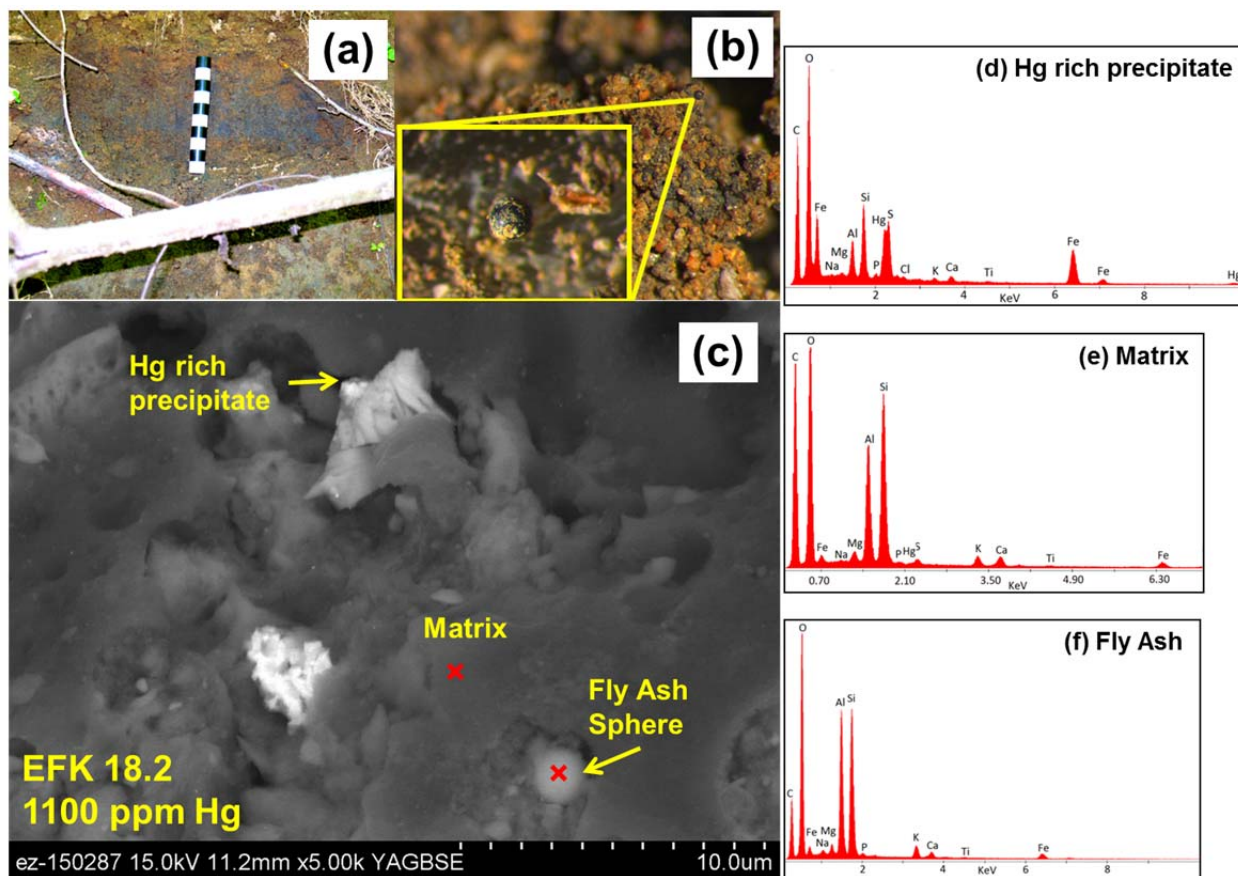 (a)
(b)
(c)
Hg rich
precipitate
Matrix
Fly Ash
Sphere
EFK 18.2
1100 ppm Hg
ez-150287 15.0kV 11.2mm x5.00k YAGBSE
10.0um
(d) Hg rich precipitate
O
C
Fe
Mg
Na
Al
Si
P
Hg
S
Cl
K
Ca
Ti
Fe
Fe
Hg
2
4
6
8
KeV
(e) Matrix
C
O
Fe
Na
Mg
Al
Si
P
Hg
S
K
Ca
Ti
Fe
0.70
2.10
3.50
4.90
6.30
KeV
(f) Fly Ash
C
O
Fe
Na
Mg
Al
Si
P
K
Ca
Ti
Fe
2
4
6
8
KeV